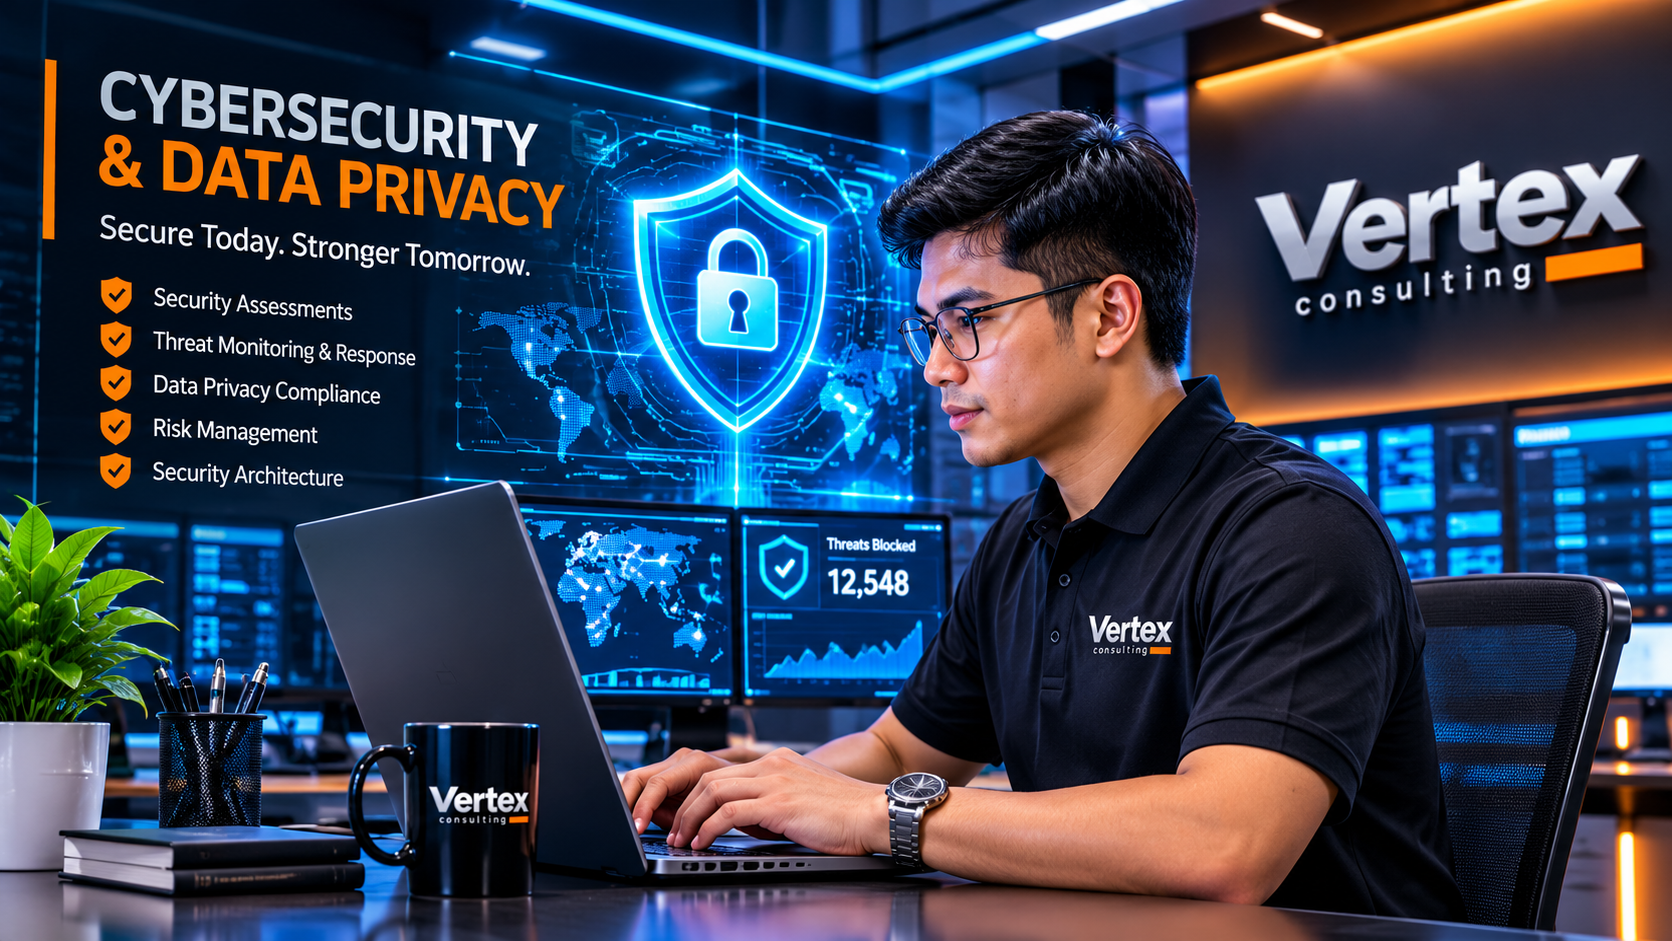 CYBERSECURITY
& DATA PRIVACY
Secure Today. Stronger Tomorrow.
Security Assessments
Threat Monitoring & Response
Data Privacy Compliance
Risk Management
Security Architecture
Vertex
consulting
Threats Blocked
12,548
Vertex
consulting
Vertex
consulting